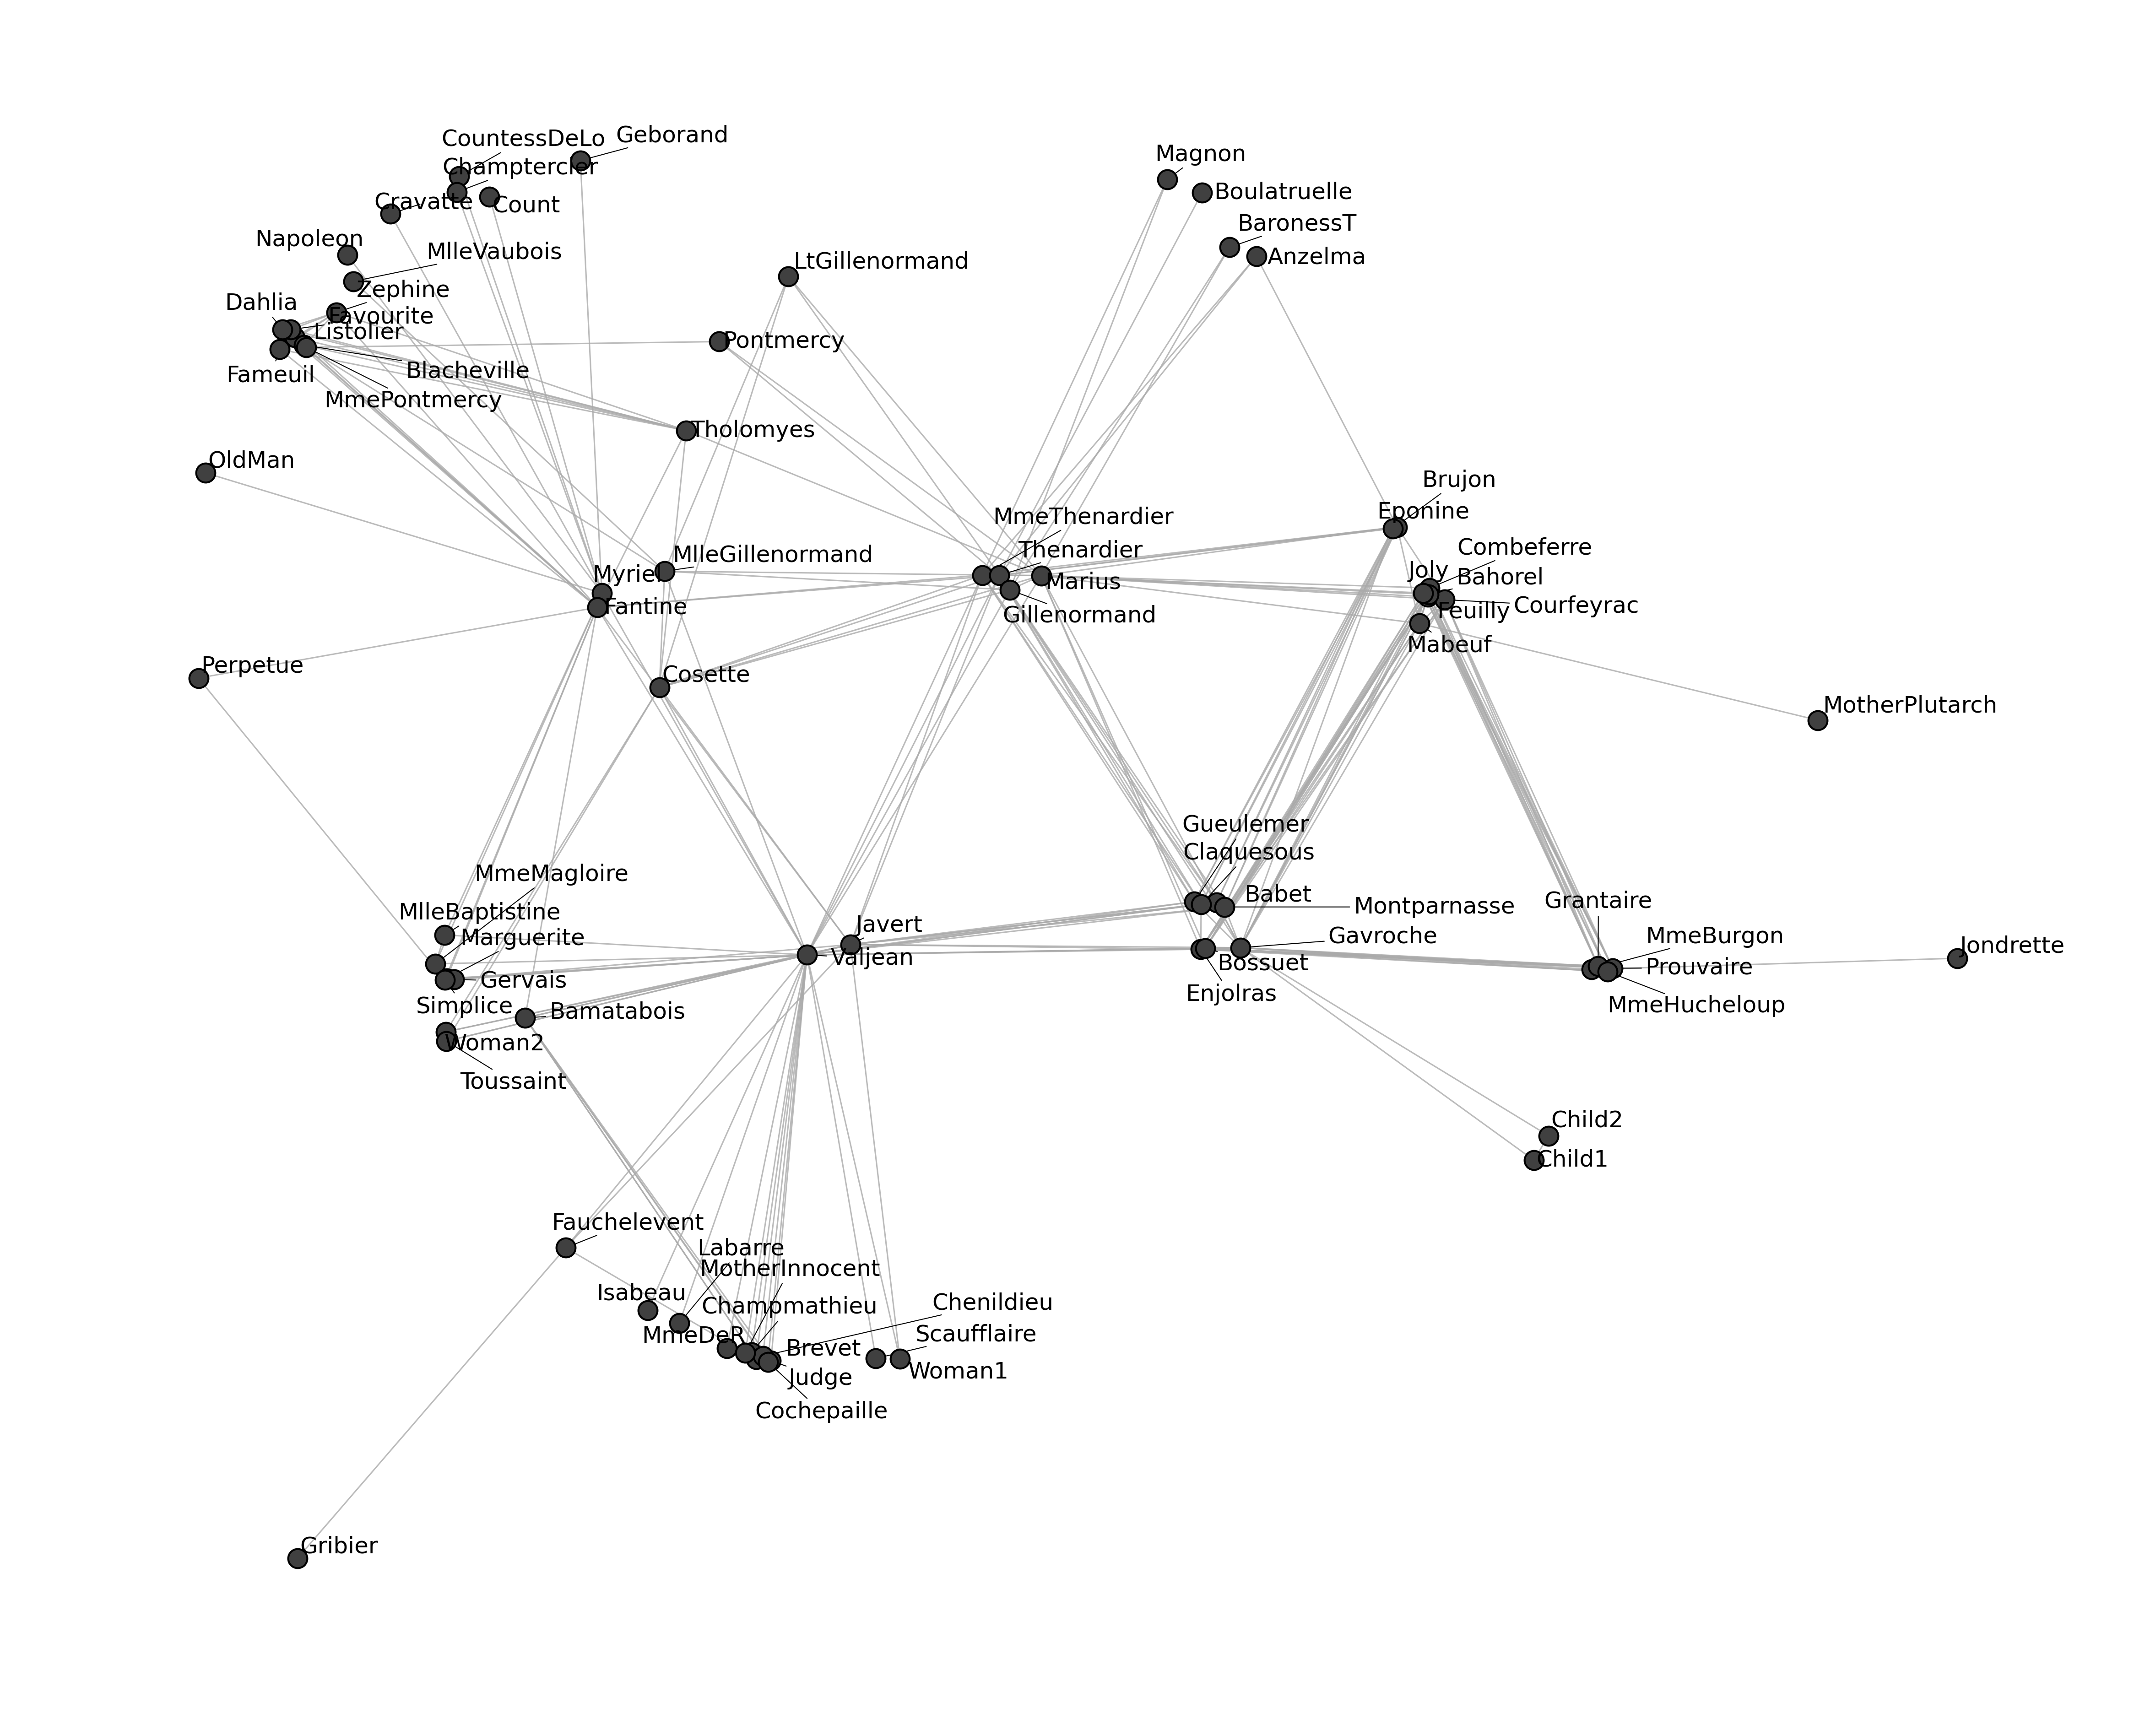 CountessDeLo
Geborand
Champtercier
Cravatte
Count
Napoleon
MlleVaubois
Zephine
Dahlia
Favourite
Listolier
Fameuil
Blacheville
MmePontmercy
OldMan
LtGillenormand
Pontmercy
Tholomyes
Magnon
Boulatruelle
BaronessT
Anzelma
MmeThenardier
Thenardier
Marius
Gillenormand
MlleGillenormand
Myriel
Fantine
Perpetue
Cosette
Brujon
Eponine
Combeferre
Joly
Bahorel
Feuilly
Courfeyrac
Mabeuf
MotherPlutarch
Gueulemer
Claquesous
Babet
Montparnasse
Gavroche
Bossuet
Enjolras
Grantaire
MmeBurgon
Prouvaire
MmeHucheloup
Jondrette
MmeMagloire
MlleBaptistine
Marguerite
Gervais
Simplice
Bamatabois
Woman2
Toussaint
Javert
Valjean
Child2
Child1
Fauchelevent
Labarre
MotherInnocent
Isabeau
Champmathieu
Chenildieu
MmeDeR
Brevet
Scaufflaire
Judge
Woman1
Cochepaille
Gribier